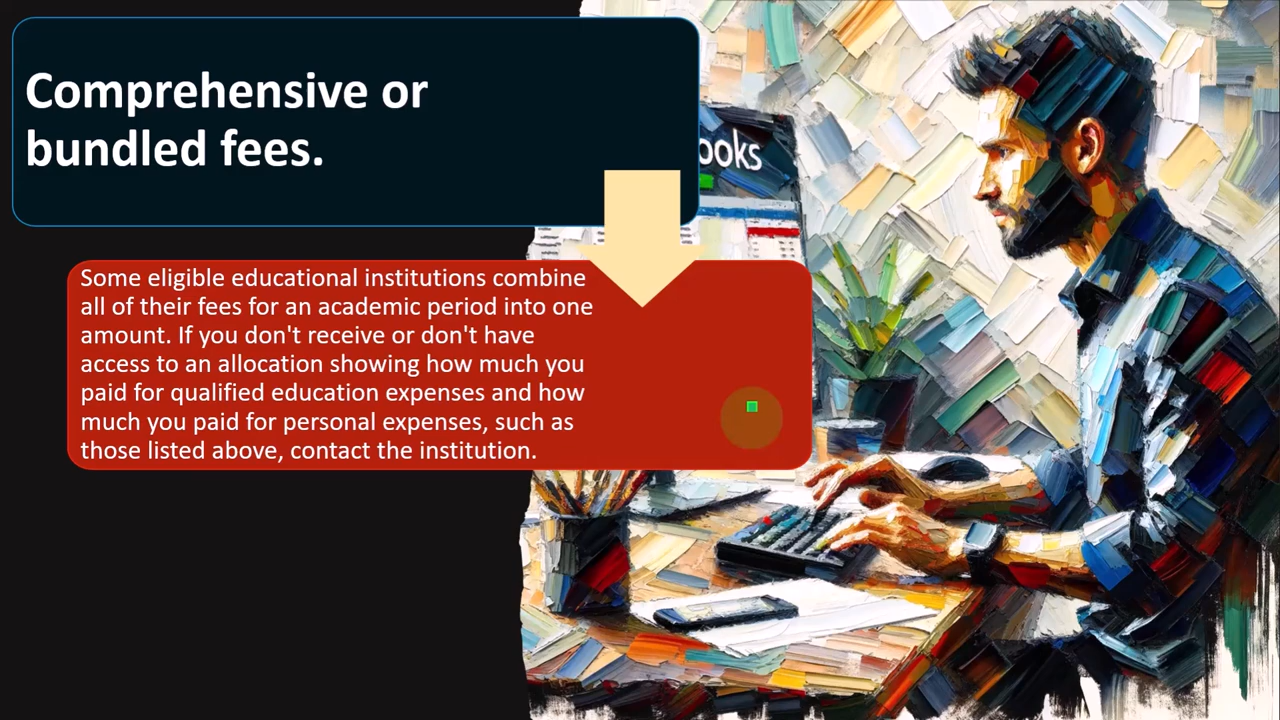 Comprehensive or
bundled fees.
ooks
Some eligible educational institutions combine
all of their fees for an academic period into one
amount. If you don't receive or don't have
access to an allocation showing how much you
paid for qualified education expenses and how
much you paid for personal expenses, such as
those listed above, contact the institution.